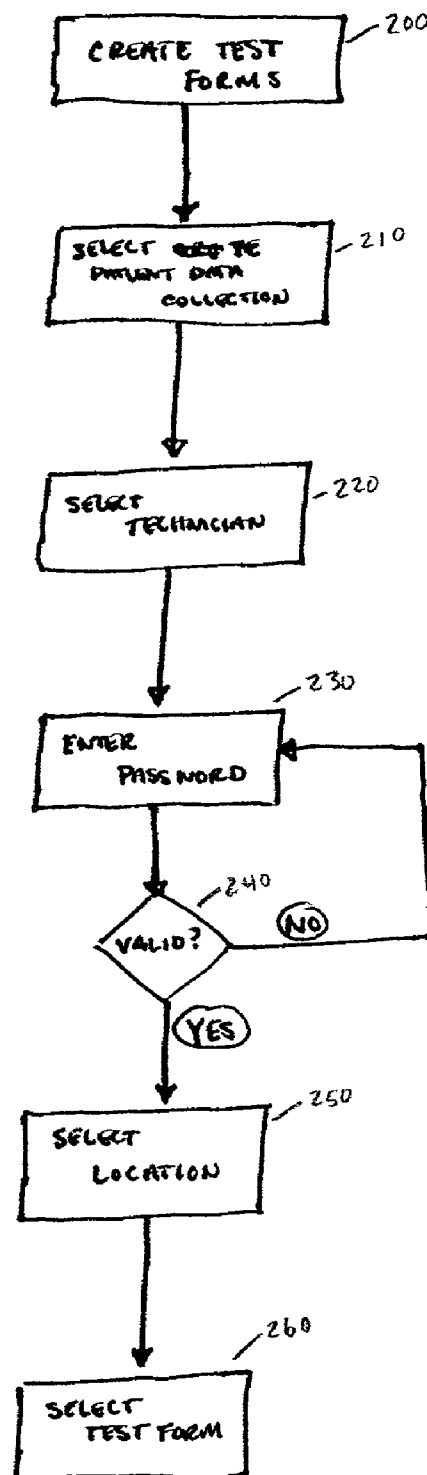 CREATE TEST
FORMS
200
SELECT THE
PATIENT DATA
COLLECTION
210
SELECT
TECHNICIAN
220
230
ENTER
PASSWORD
240
VALID?
NO
YES
250
SELECT
LOCATION
260
SELECT
TEST FORM